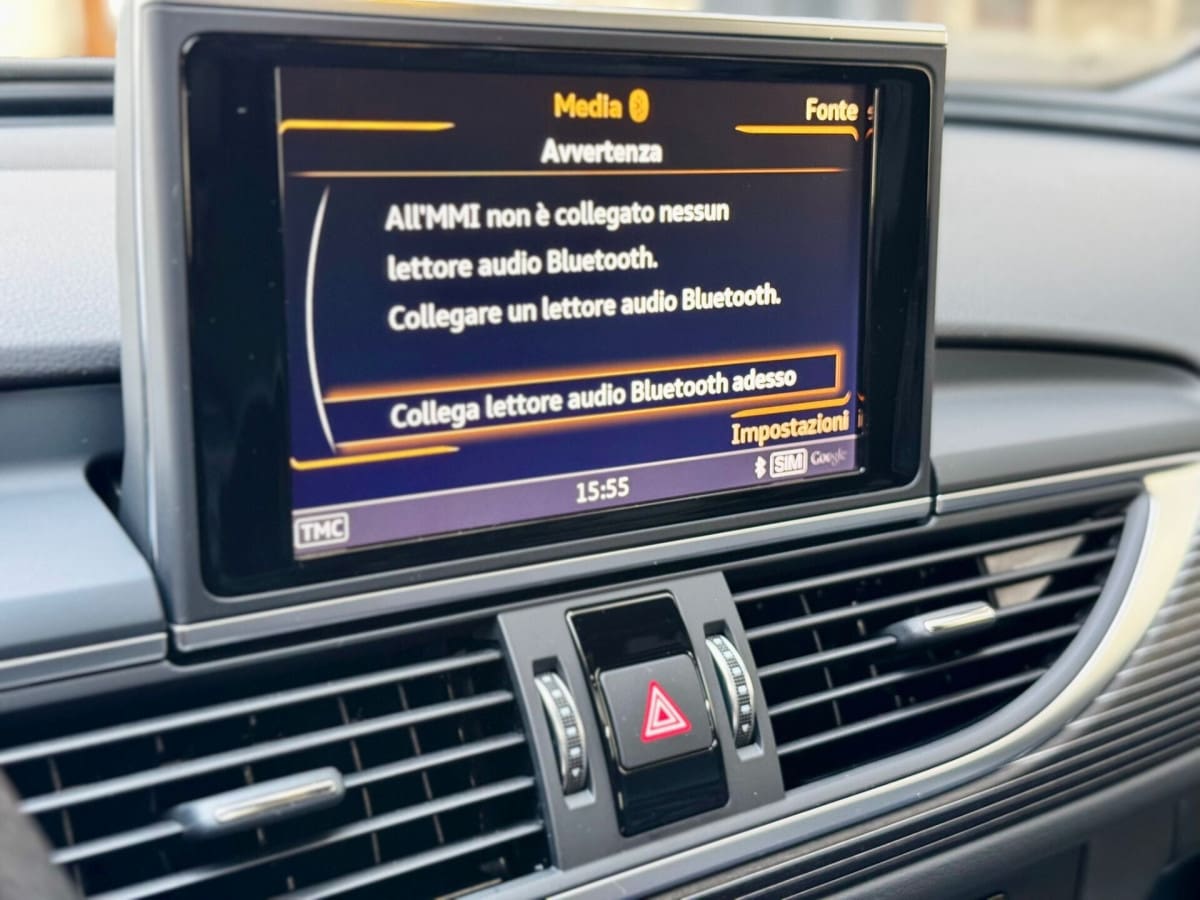 Media
Fonte
Avvertenza
All'MMI non è collegato nessun
lettore audio Bluetooth.
Collegare un lettore audio Bluetooth.
Collega lettore audio Bluetooth adesso
Impostazioni
SIM Google
15:55
TMC